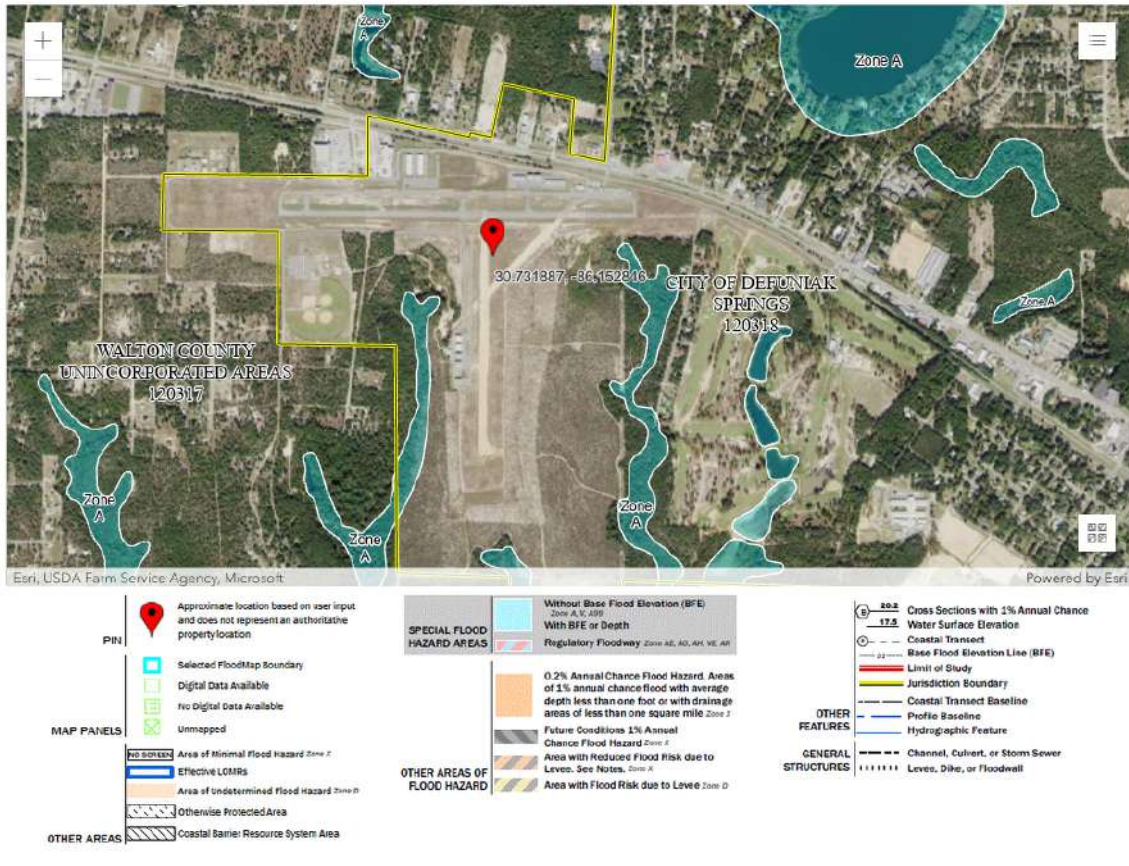 Zone
A
Zone A
30.731887, -86.152846
CITY OF DEFUNIAK
SPRINGS
120318
Zone A
WALTON COUNTY
UNINCORPORATED AREAS
120317
Zone
A
Zone
A
Zone
A
Esri, USDA Farm Service Agency, Microsoft
Powered by Esri
PIN
Approximate location based on user input
and does not represent an authoritative
property location
MAP PANELS
Selected FloodMap Boundary
Digital Data Available
No Digital Data Available
Unmapped
OTHER AREAS
NO SCREEN Area of Minimal Flood Hazard Zone X
Effective LOMRs
Area of Undetermined Flood Hazard Zone D
Otherwise Protected Area
Coastal Barrier Resource System Area
SPECIAL FLOOD
HAZARD AREAS
Without Base Flood Elevation (BFE)
Zone A, V, A99
With BFE or Depth
Regulatory Floodway Zone AE, AO, AH, VE, AR
OTHER AREAS OF
FLOOD HAZARD
0.2% Annual Chance Flood Hazard, Areas
of 1% annual chance flood with average
depth less than one foot or with drainage
areas of less than one square mile Zone X
Future Conditions 1% Annual
Chance Flood Hazard Zone X
Area with Reduced Flood Risk due to
Levee. See Notes. Zone X
Area with Flood Risk due to Levee Zone D
OTHER
FEATURES
B 20.2 Cross Sections with 1% Annual Chance
17.5 Water Surface Elevation
Coastal Transect
Base Flood Elevation Line (BFE)
Limit of Study
Jurisdiction Boundary
Coastal Transect Baseline
Profile Baseline
Hydrographic Feature
GENERAL
STRUCTURES
Channel, Culvert, or Storm Sewer
Levee, Dike, or Floodwall